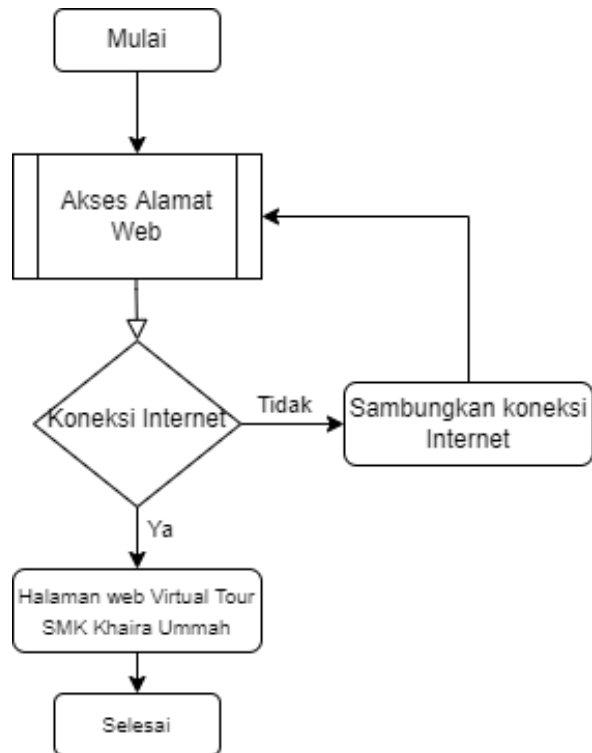 Mulai
Akses Alamat
Web
Koneksi Internet
Tidak
Sambungkan koneksi
Internet
Ya
Halaman web Virtual Tour
SMK Khaira Ummah
Selesai